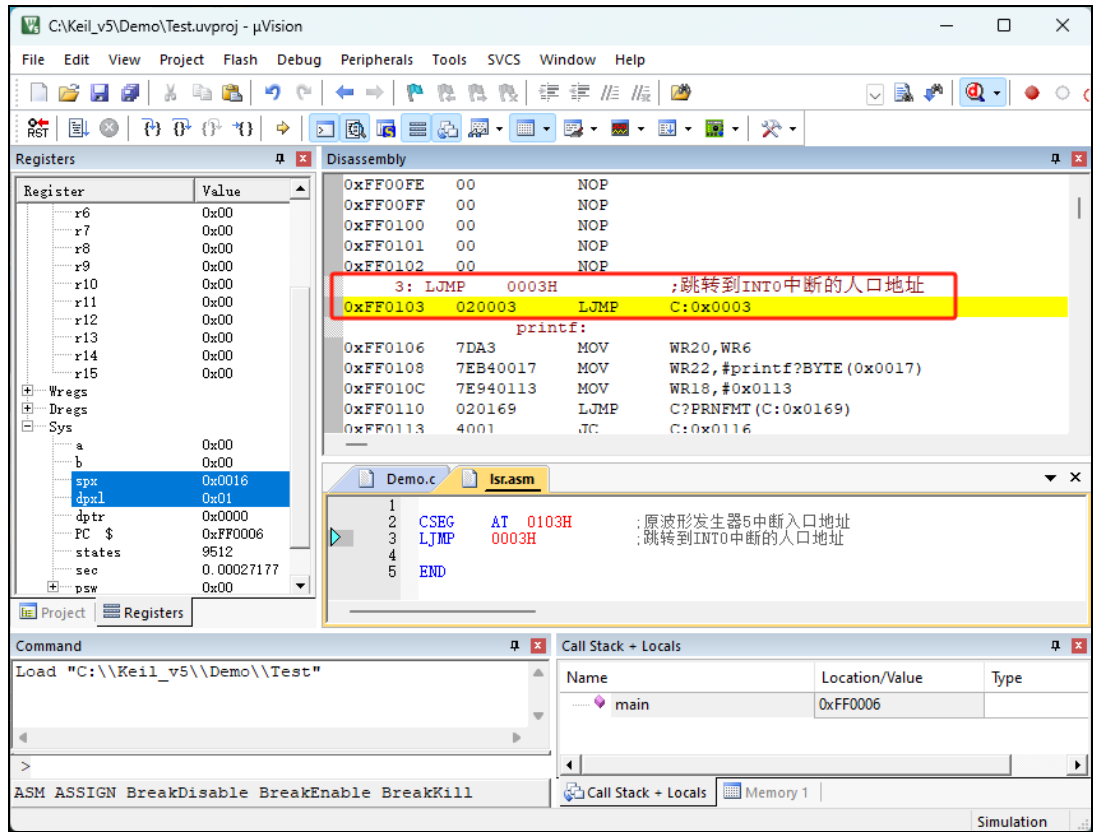 C:\Keil_v5\Demo\Test.uvproj - µVision
File Edit View Project Flash Debug Peripherals Tools SVCS Window Help
RST
Registers
Register Value
r6 0x00
r7 0x00
r8 0x00
r9 0x00
r10 0x00
r11 0x00
r12 0x00
r13 0x00
r14 0x00
r15 0x00
Wregs
Dregs
Sys
a 0x00
b 0x00
spx 0x0016
dpxl 0x01
dptr 0x0000
PC $ 0xFF0006
states 9512
sec 0.00027177
psw 0x00
Project Registers
Disassembly
0xFF00FE 00 NOP
0xFF00FF 00 NOP
0xFF0100 00 NOP
0xFF0101 00 NOP
0xFF0102 00 NOP
3: LJMP 0003H ;跳转到INT0中断的人口地址
0xFF0103 020003 LJMP C:0x0003
printf:
0xFF0106 7DA3 MOV WR20,WR6
0xFF0108 7EB40017 MOV WR22,#printf?BYTE(0x0017)
0xFF010C 7E940113 MOV WR18,#0x0113
0xFF0110 020169 LJMP C?PRNFMT(C:0x0169)
0xFF0113 4001 JC C:0x0116
Demo.c Isr.asm
1
2 CSEG AT 0103H ;原波形发生器5中断入口地址
3 LJMP 0003H ;跳转到INT0中断的人口地址
4
5 END
Command
Load "C:\\Keil_v5\\Demo\\Test"
>
ASM ASSIGN BreakDisable BreakEnable BreakKill
Call Stack + Locals
Name Location/Value Type
main 0xFF0006
Call Stack + Locals Memory 1
Simulation